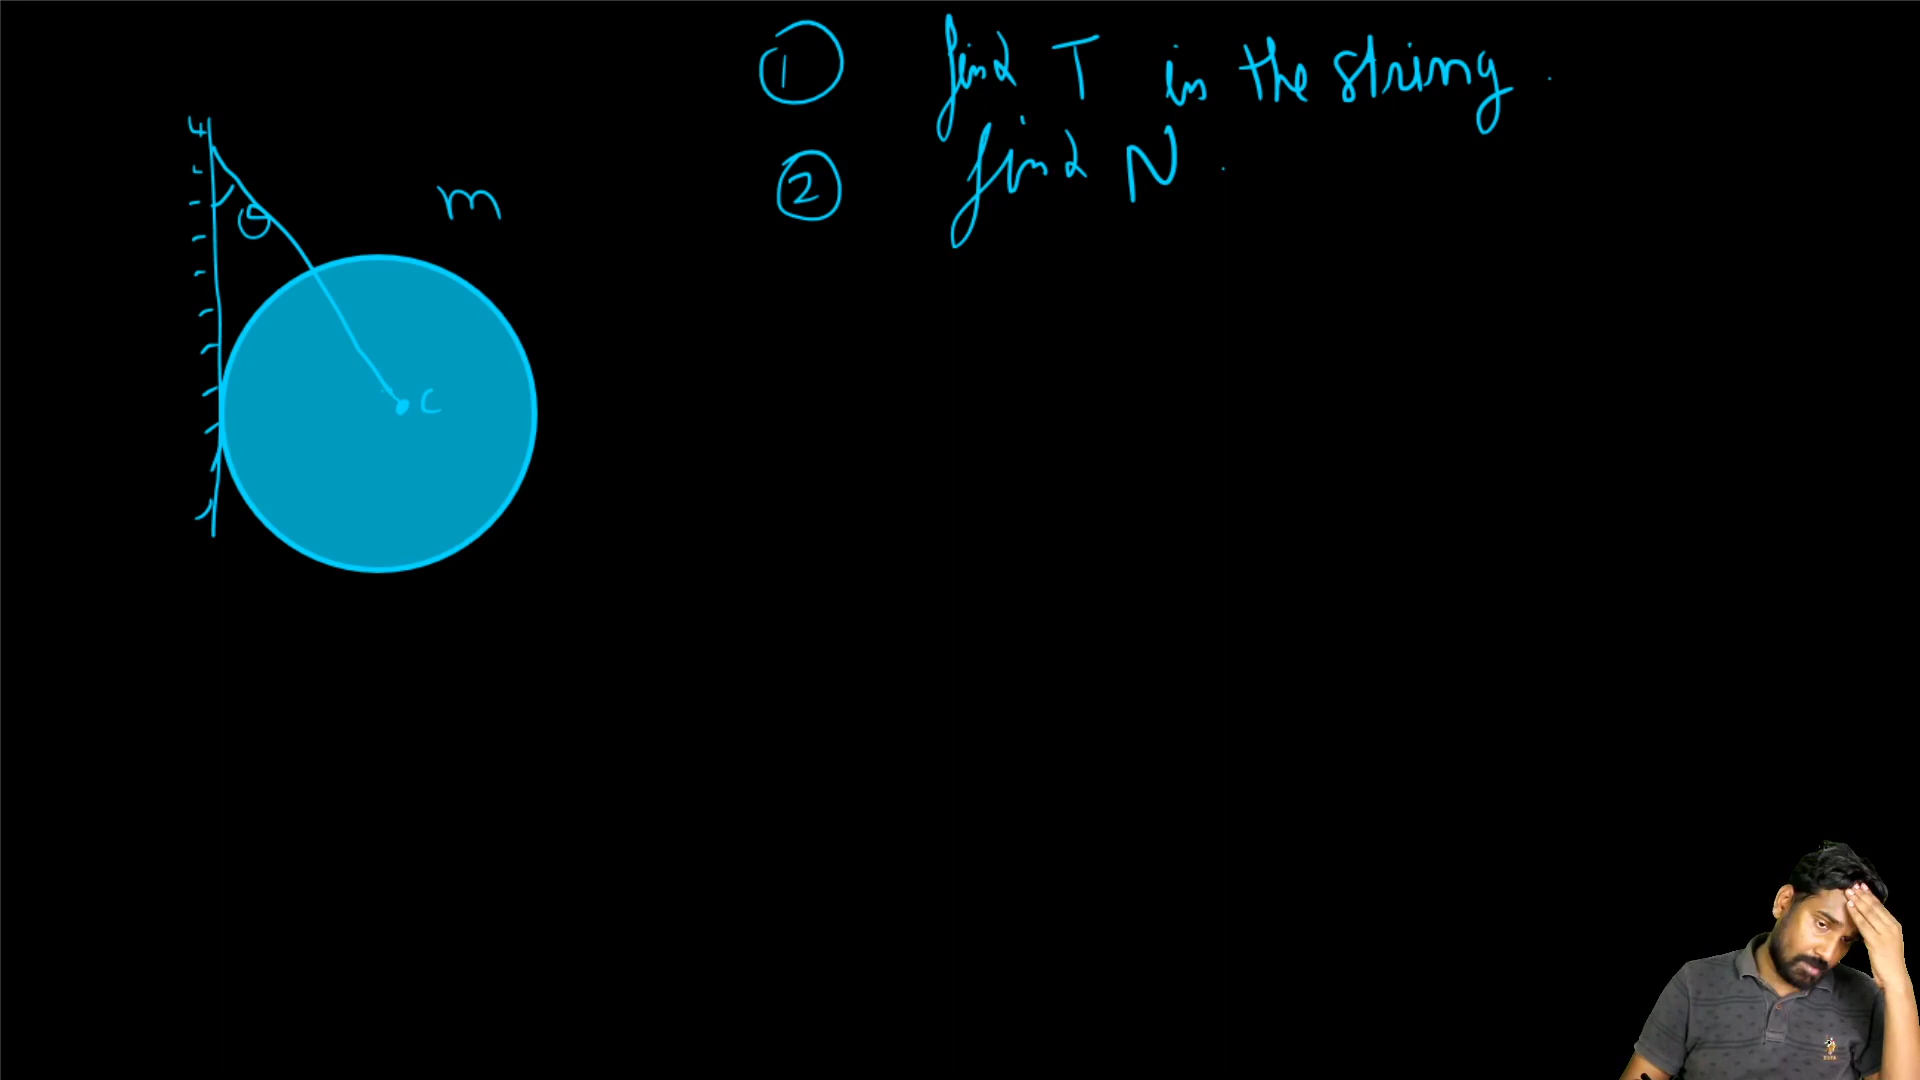 ① find T in the string.
② find N.
θ
m
C